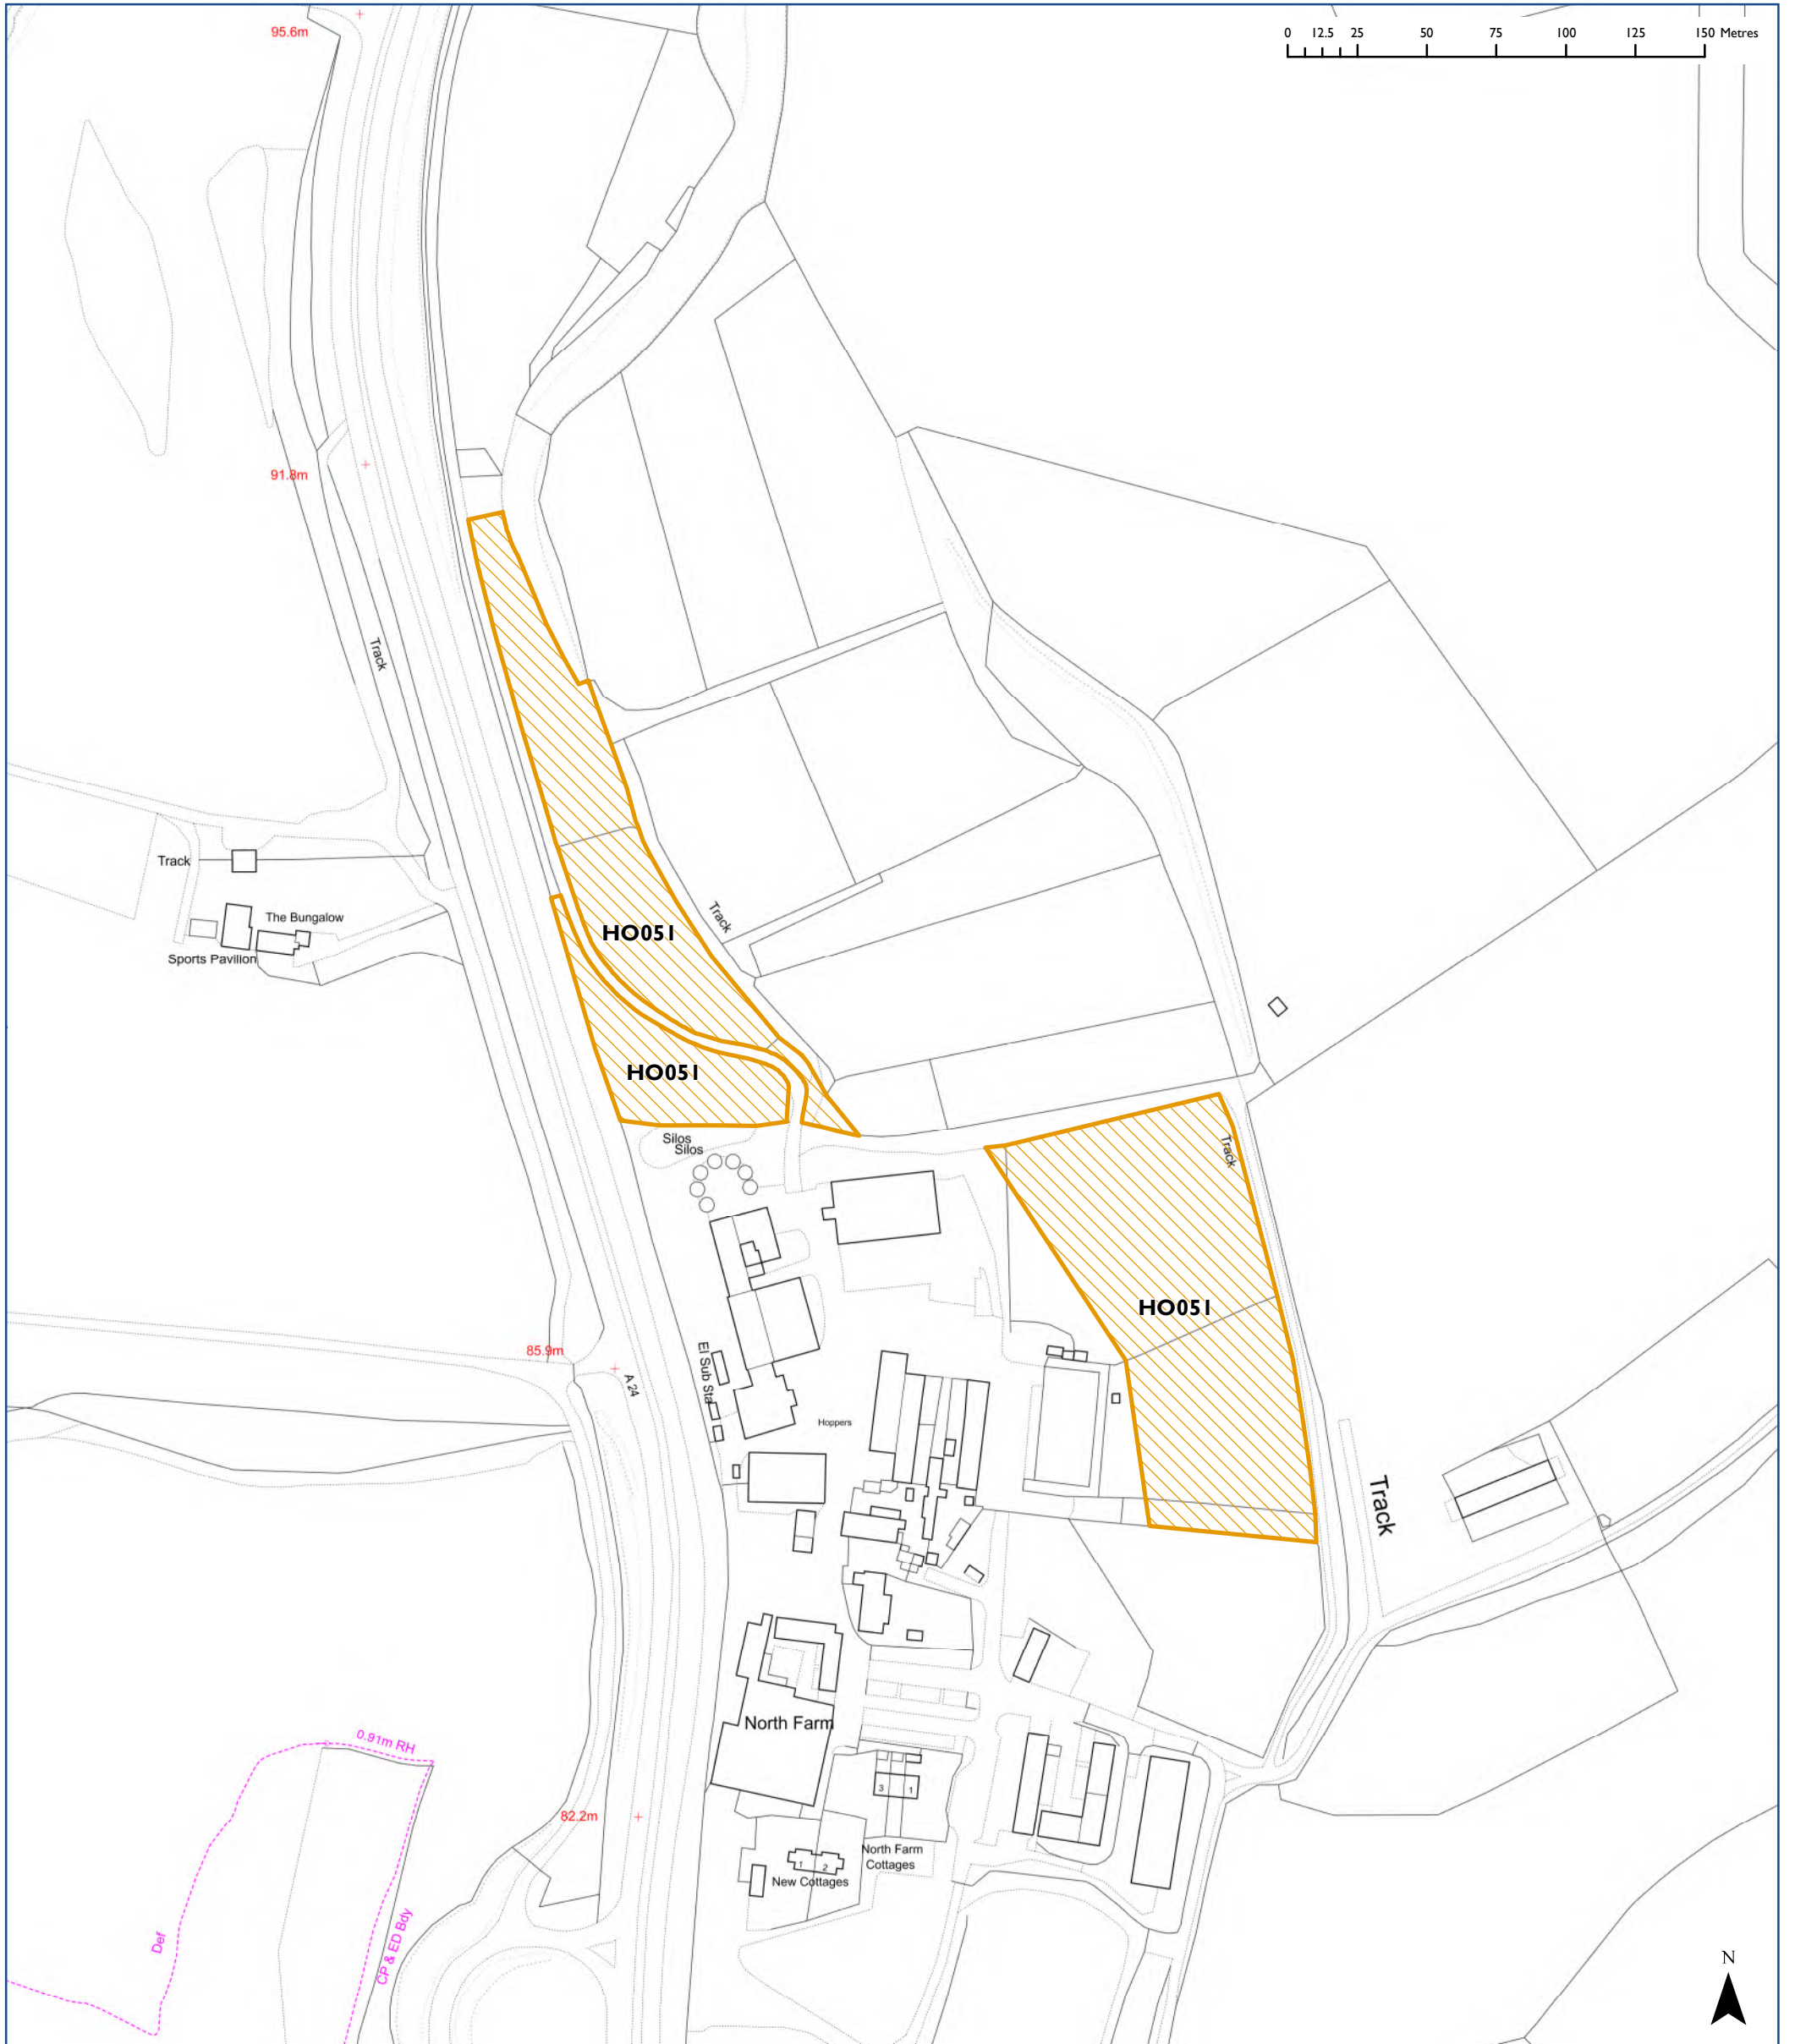 95.6m
0 12.5 25 50 75 100 125 150 Metres
91.8m
Track
Track
The Bungalow
Sports Pavilion
Track
HO051
HO051
Silos
Silos
Track
HO051
85.9m
A 24
El Sub Sta
Hoppers
Track
North Farm
0.91m RH
3 1
82.2m
North Farm
Cottages
1 2
New Cottages
Def
CP & ED Bdy
N